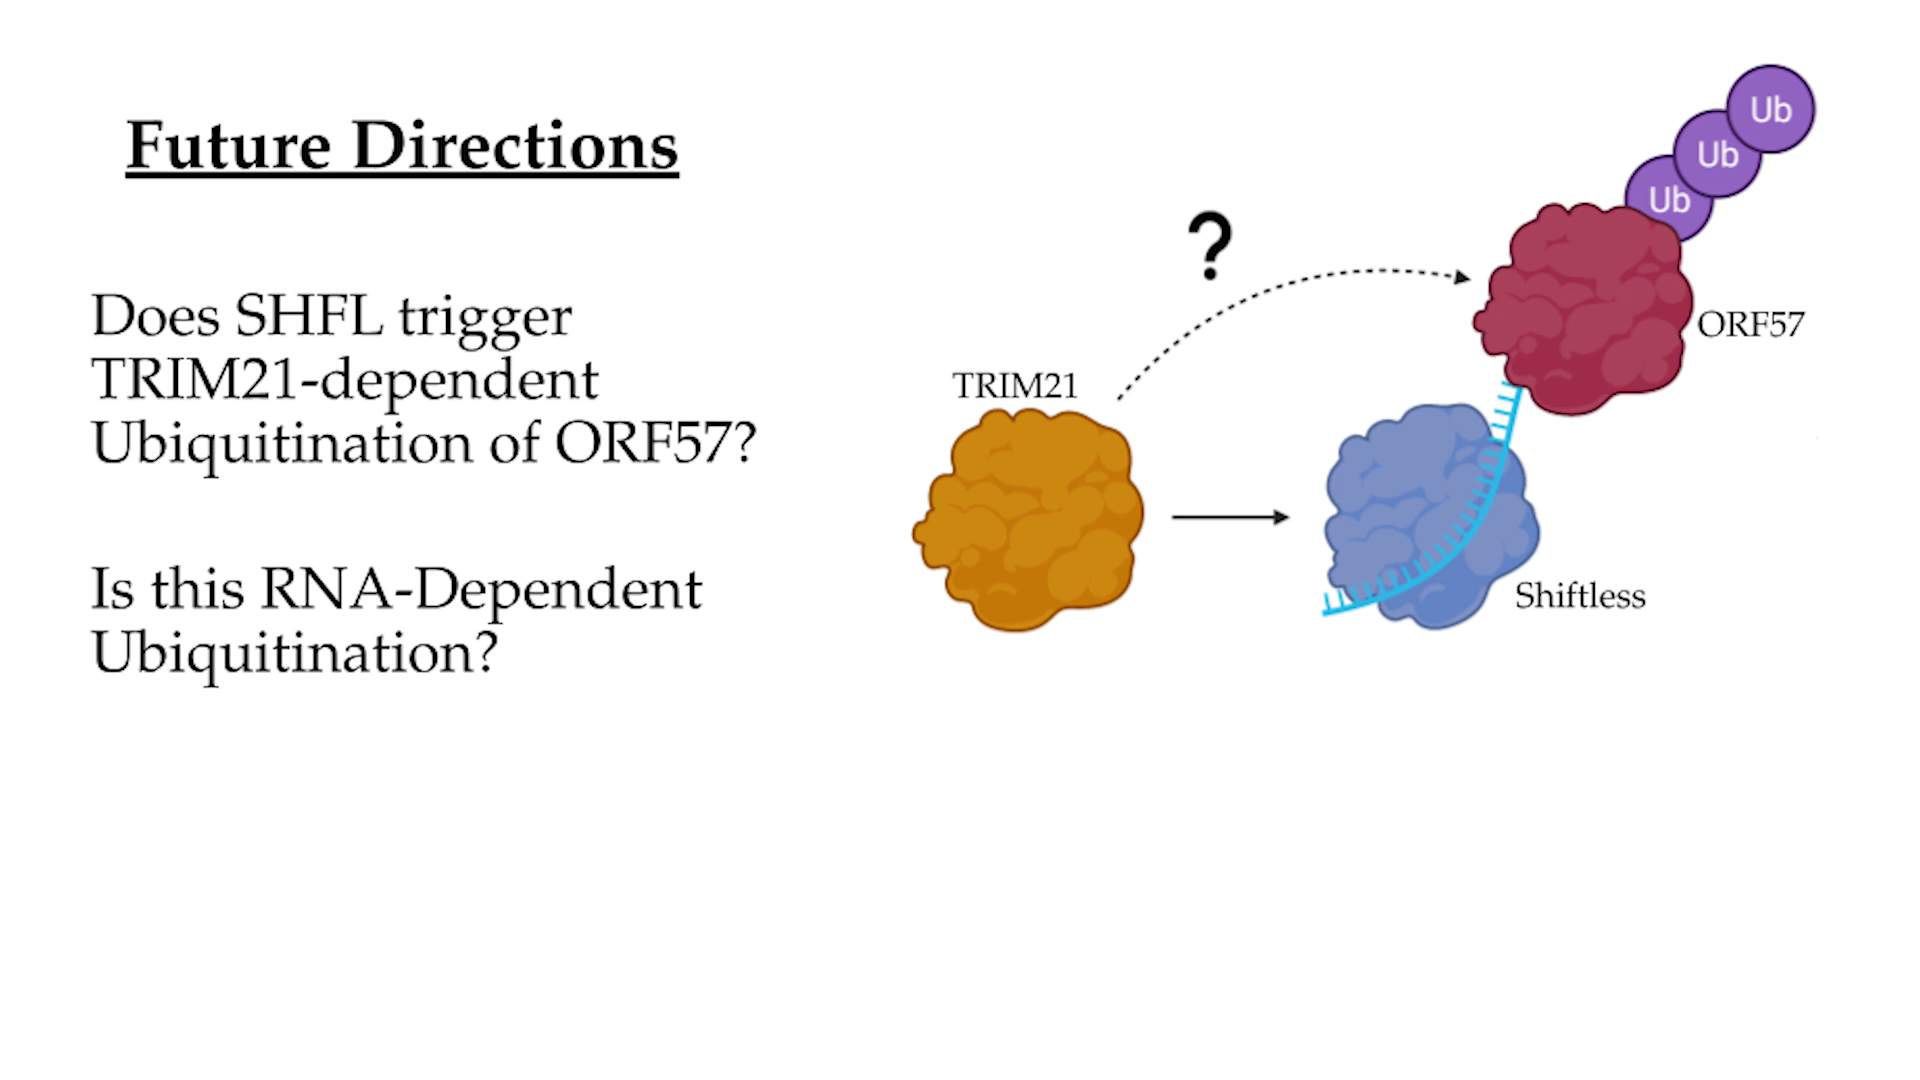 Future Directions
Does SHFL trigger
TRIM21-dependent
Ubiquitination of ORF57?
Is this RNA-Dependent
Ubiquitination?
?
TRIM21
Ub
Ub
Ub
ORF57
Shiftless